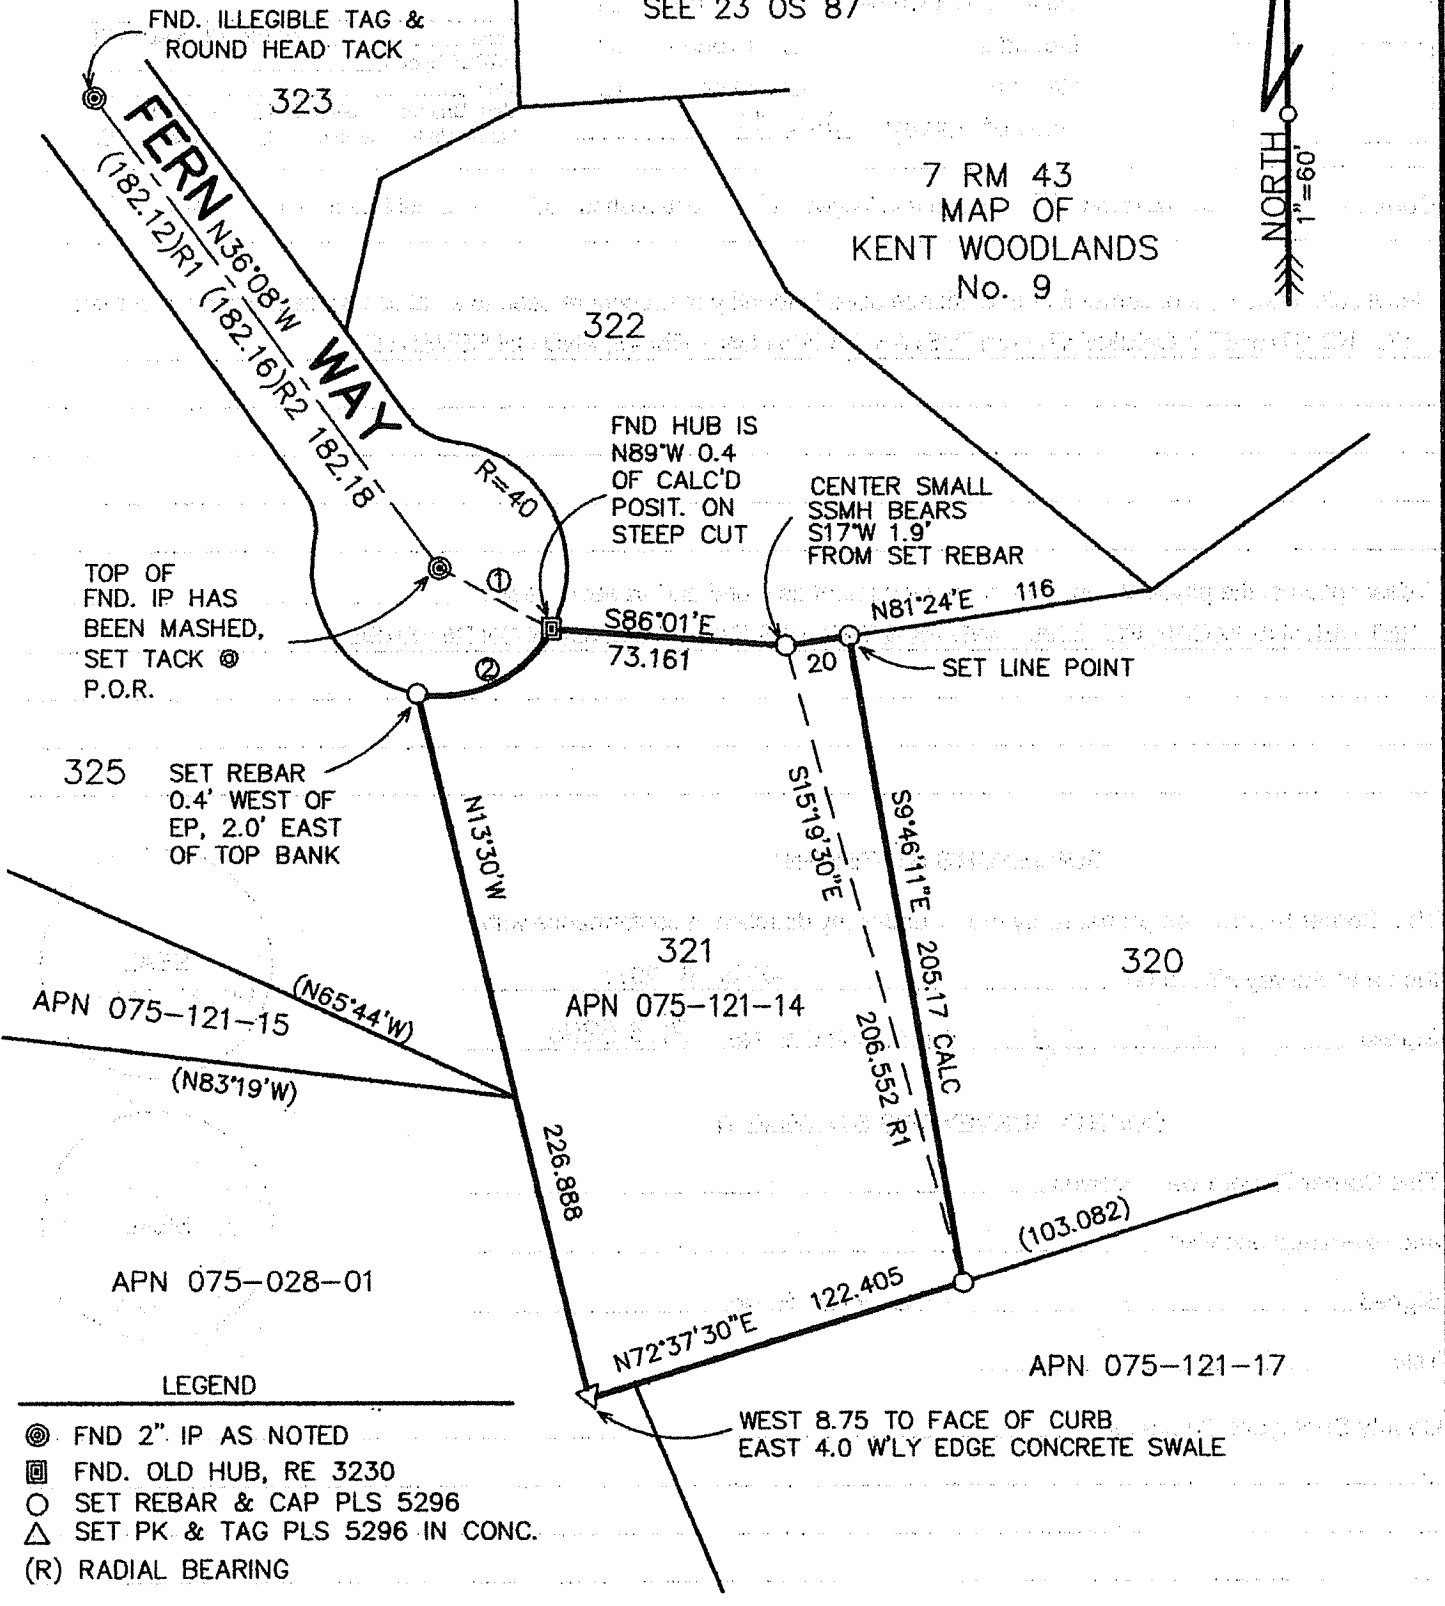 SEE 23 OS 87
FND. ILLEGIBLE TAG &
ROUND HEAD TACK
323
FERN WAY
N36°08'W
(182.12)R1 (182.16)R2 182.18
7 RM 43
MAP OF
KENT WOODLANDS
No. 9
NORTH
1"=60'
322
R=40
FND HUB IS
N89°W 0.4
OF CALC'D
POSIT. ON
STEEP CUT
CENTER SMALL
SSMH BEARS
S17°W 1.9'
FROM SET REBAR
TOP OF
FND. IP HAS
BEEN MASHED,
SET TACK @
P.O.R.
1
2
S86°01'E
73.161
N81°24'E 116
20
SET LINE POINT
325
SET REBAR
0.4' WEST OF
EP, 2.0' EAST
OF TOP BANK
N13°30'W
226.888
S15°19'30"E
206.552 R1
S9°46'11"E 205.17 CALC
321
APN 075-121-14
320
APN 075-121-15
(N65°44'W)
(N83°19'W)
APN 075-028-01
(103.082)
N72°37'30"E 122.405
APN 075-121-17
WEST 8.75 TO FACE OF CURB
EAST 4.0 W'LY EDGE CONCRETE SWALE
LEGEND
FND 2" IP AS NOTED
FND. OLD HUB, RE 3230
SET REBAR & CAP PLS 5296
SET PK & TAG PLS 5296 IN CONC.
(R) RADIAL BEARING